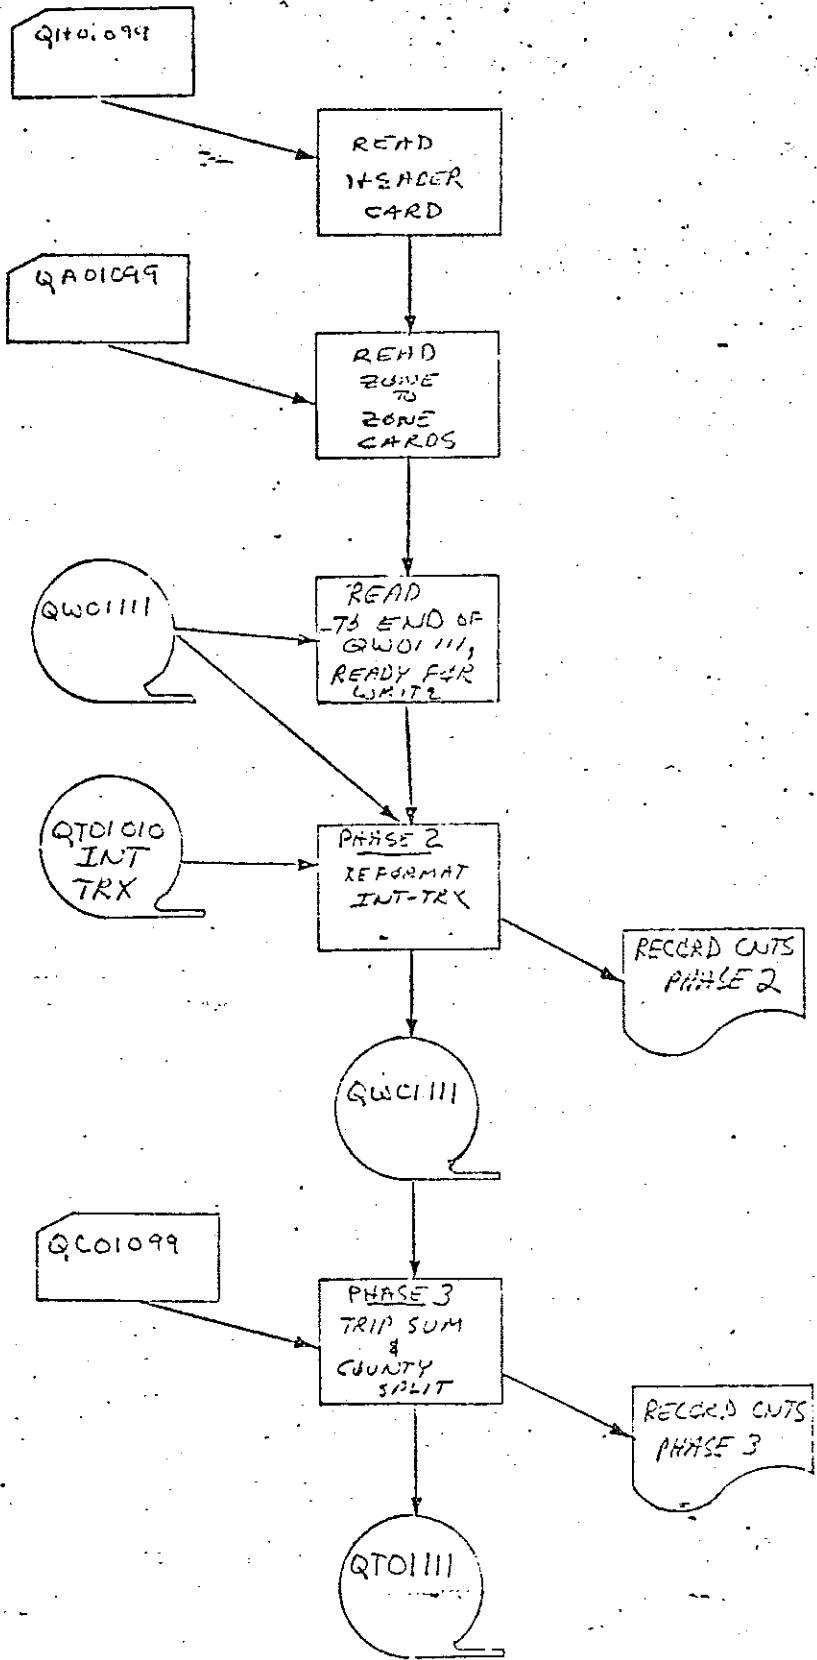 QH01099
READ
HEADER
CARD
QA01099
READ
ZONE
TO
ZONE
CARDS
QW01111
READ
TO END OF
QW01111,
READY FOR
WRITE
QT01010
INT
TRX
PHASE 2
REFORMAT
INT-TRX
RECORD CNTS
PHASE 2
QW01111
QC01099
PHASE 3
TRIP SUM
&
COUNTY
SPLIT
RECORD CNTS
PHASE 3
QT01111